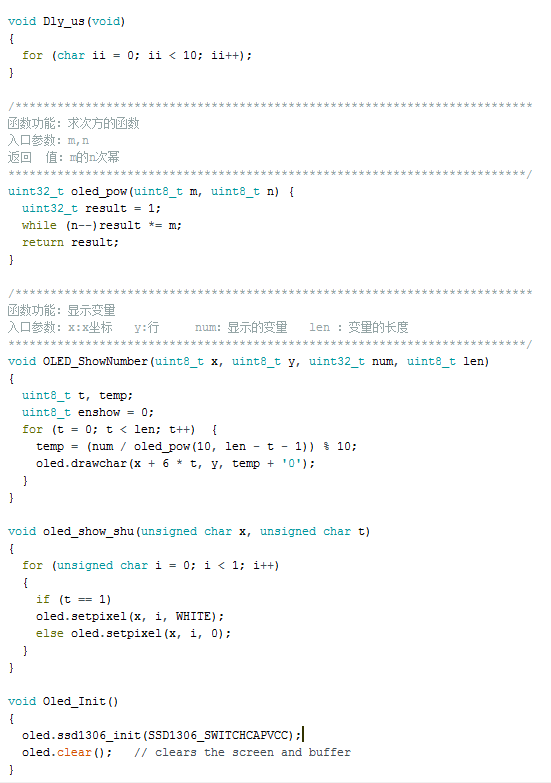 void Dly_us(void)
{
  for (char ii = 0; ii < 10; ii++);
}
/**************************************************************************
函数功能: 求次方的函数
入口参数: m,n
返回  值: m的n次幂
**************************************************************************/
uint32_t oled_pow(uint8_t m, uint8_t n) {
  uint32_t result = 1;
  while (n--)result *= m;
  return result;
}
/**************************************************************************
函数功能: 显示变量
入口参数: x:x坐标   y:行     num: 显示的变量   len : 变量的长度
**************************************************************************/
void OLED_ShowNumber(uint8_t x, uint8_t y, uint32_t num, uint8_t len)
{
  uint8_t t, temp;
  uint8_t enshow = 0;
  for (t = 0; t < len; t++)  {
    temp = (num / oled_pow(10, len - t - 1)) % 10;
    oled.drawchar(x + 6 * t, y, temp + '0');
  }
}
void oled_show_shu(unsigned char x, unsigned char t)
{
  for (unsigned char i = 0; i < 1; i++)
  {
    if (t == 1)
    oled.setpixel(x, i, WHITE);
    else oled.setpixel(x, i, 0);
  }
}
void Oled_Init()
{
  oled.ssd1306_init(SSD1306_SWITCHCAPVCC);
  oled.clear();   // clears the screen and buffer
}